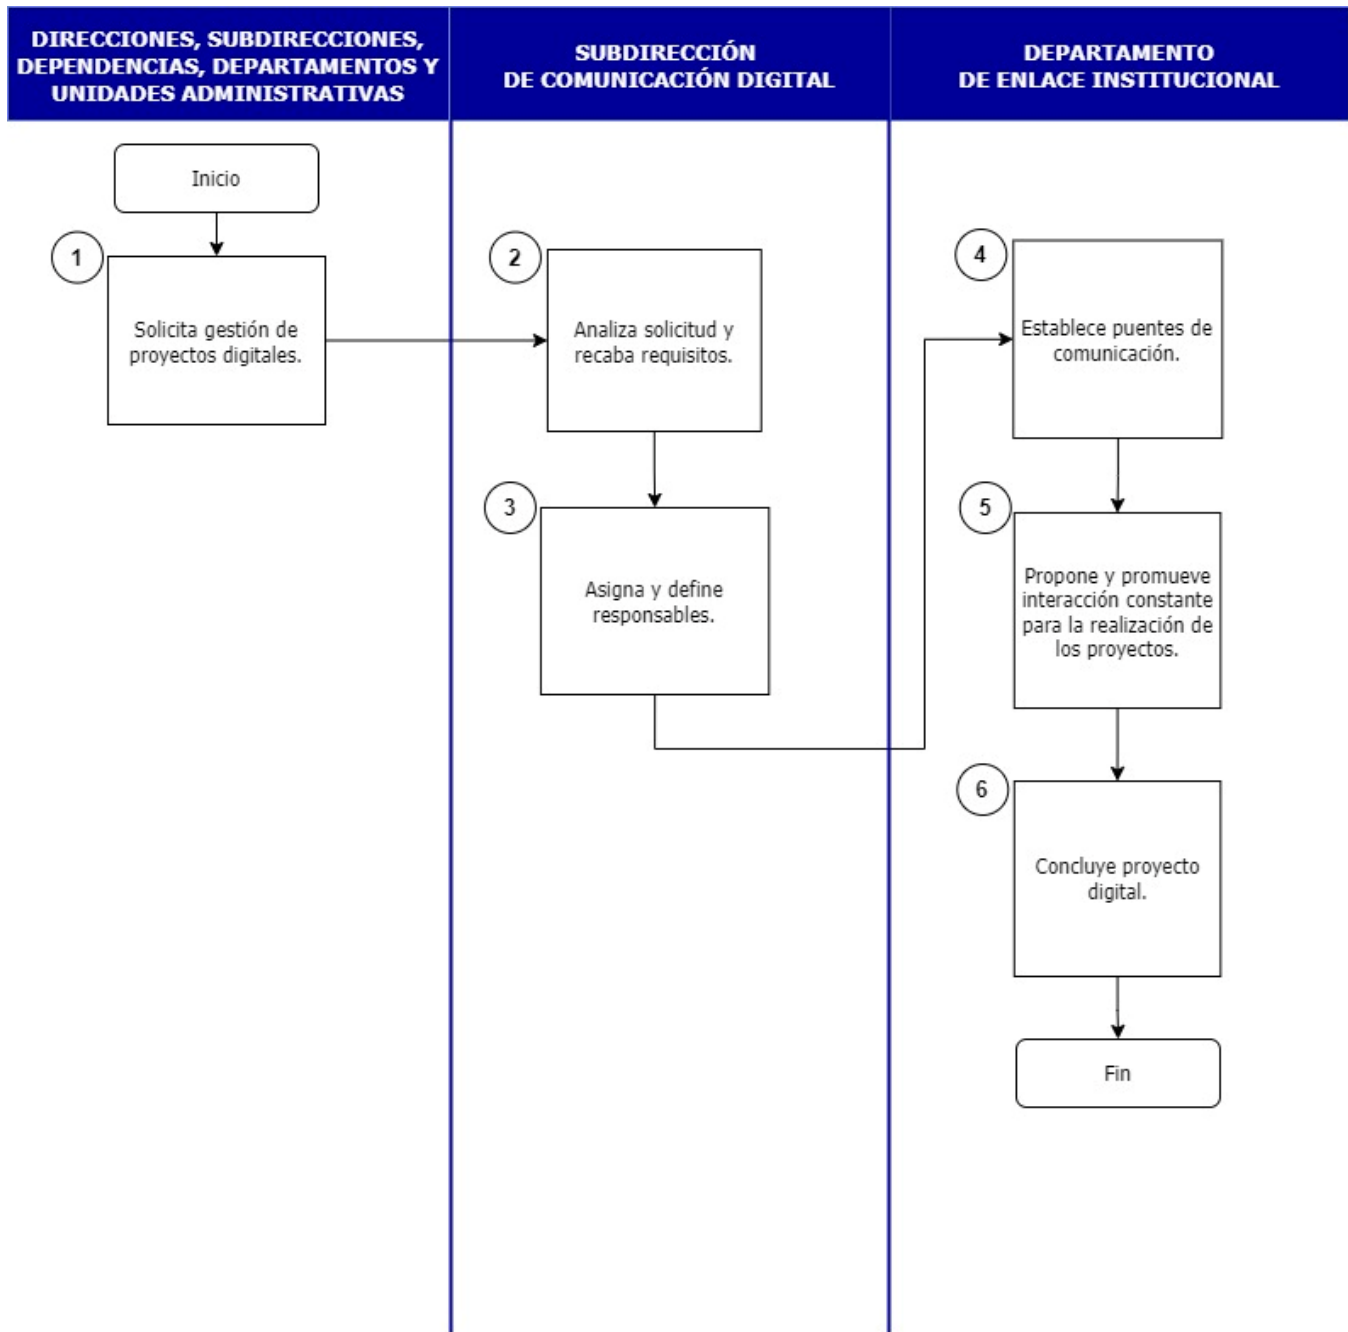 DIRECCIONES, SUBDIRECCIONES,
DEPENDENCIAS, DEPARTAMENTOS Y
UNIDADES ADMINISTRATIVAS
SUBDIRECCIÓN
DE COMUNICACIÓN DIGITAL
DEPARTAMENTO
DE ENLACE INSTITUCIONAL
Inicio
1
Solicita gestión de
proyectos digitales.
2
Analiza solicitud y
recaba requisitos.
3
Asigna y define
responsables.
4
Establece puentes de
comunicación.
5
Propone y promueve
interacción constante
para la realización de
los proyectos.
6
Concluye proyecto
digital.
Fin